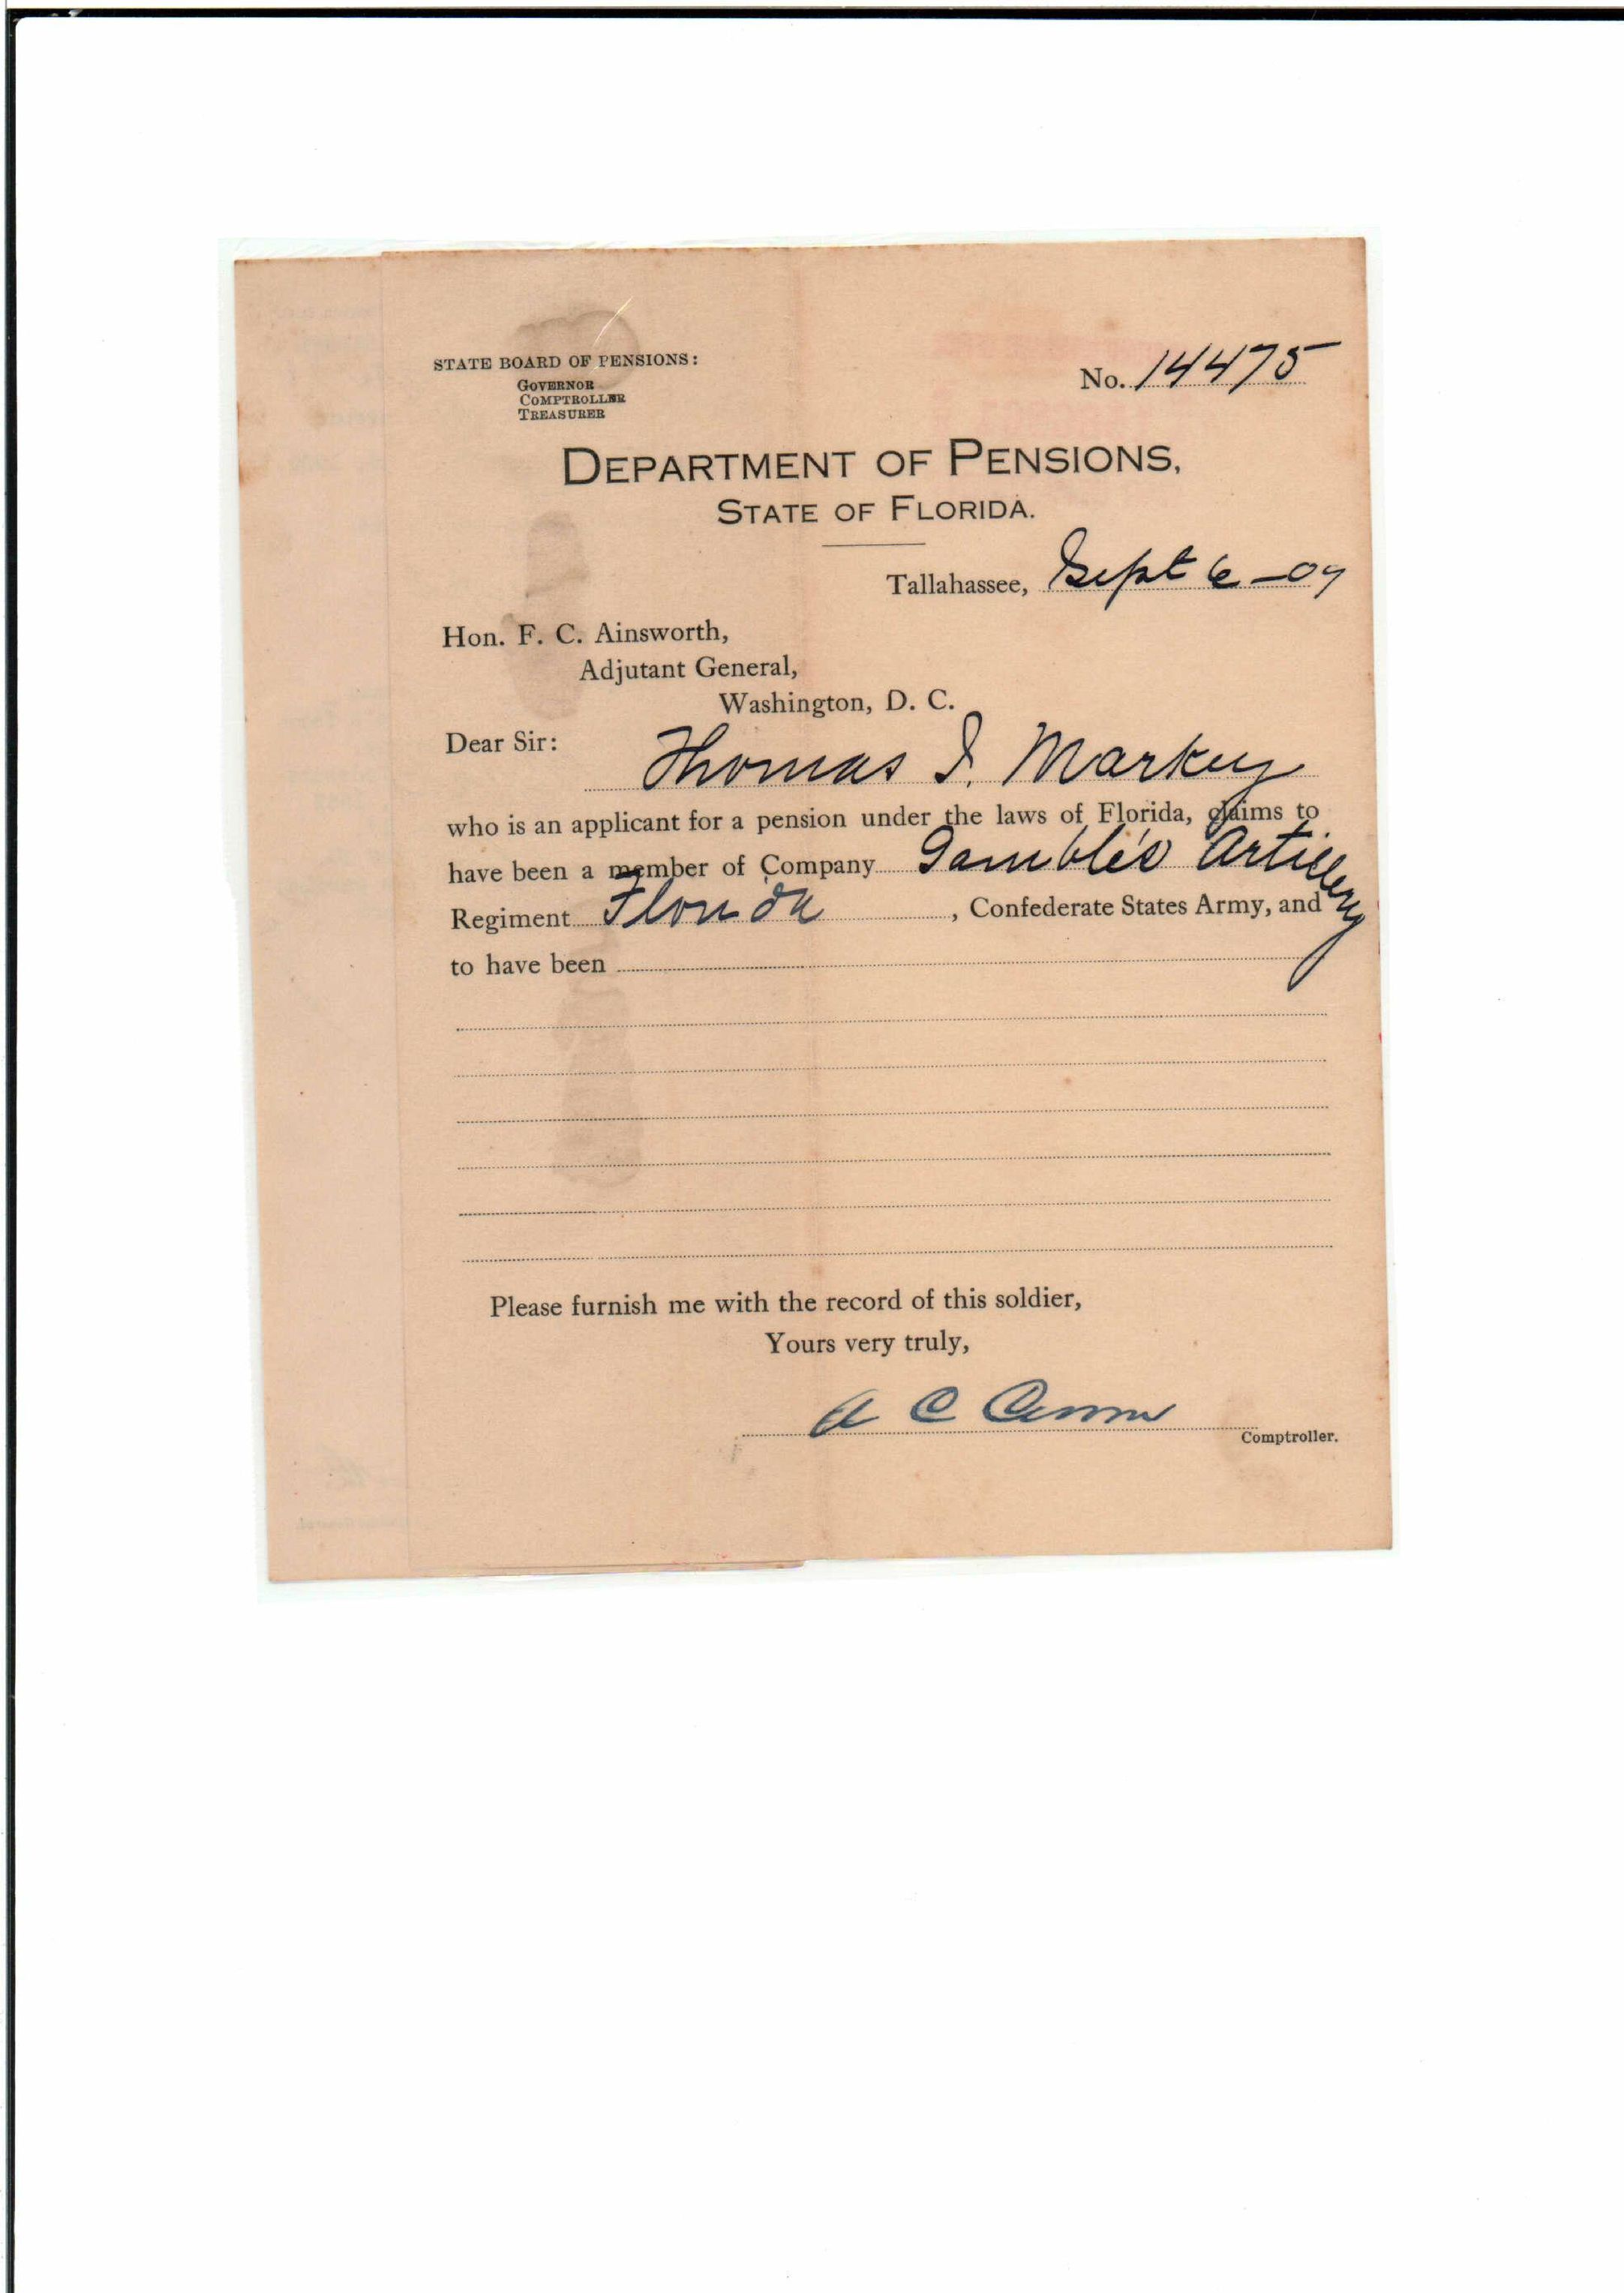 STATE BOARD OF PENSIONS:
GOVERNOR
COMPTROLLER
TREASURER
No. 14475
DEPARTMENT OF PENSIONS,
STATE OF FLORIDA.
Tallahassee, Sept 6-09
Hon. F. C. Ainsworth,
Adjutant General,
Washington, D. C.
Dear Sir:
Thomas J. Markey
who is an applicant for a pension under the laws of Florida, claims to
have been a member of Company Gamble's Artillery
Regiment Florida, Confederate States Army, and
to have been
Please furnish me with the record of this soldier,
Yours very truly,
A C Croom
Comptroller.